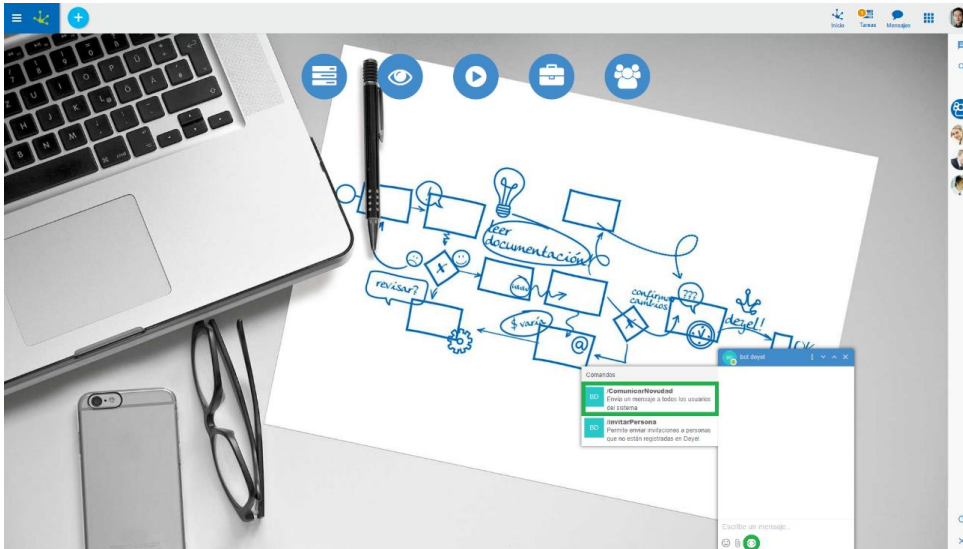 Inicio
Tareas
Mensajes
leer
documentación
revisar?
confirmar
cambios
???
$ varía
@
deyel!
OK
bot deyel
Comandos
BD
/ComunicarNovedad
Envía un mensaje a todos los usuarios
del sistema
BD
/InvitarPersona
Permite enviar invitaciones a personas
que no están registradas en Deyel.
Escribe un mensaje...